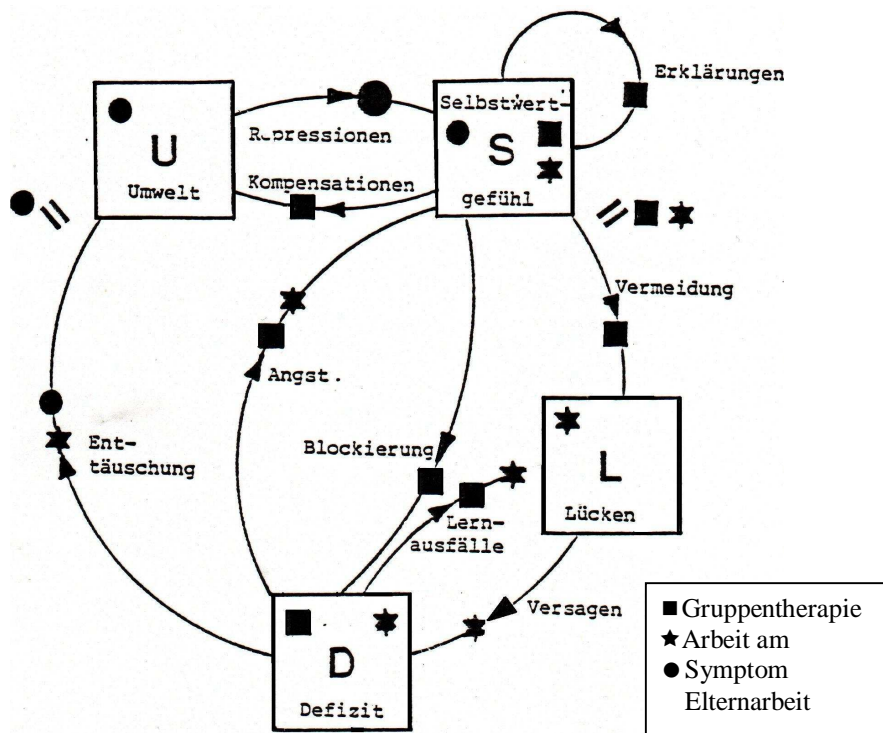 Erklärungen
Selbstwert-
S
gefühl
U
Umwelt
Repressionen
Kompensationen
Vermeidung
Angst.
Ent-
täuschung
Blockierung
Lern-
ausfälle
L
Lücken
Versagen
D
Defizit
Gruppentherapie
Arbeit am
Symptom
Elternarbeit